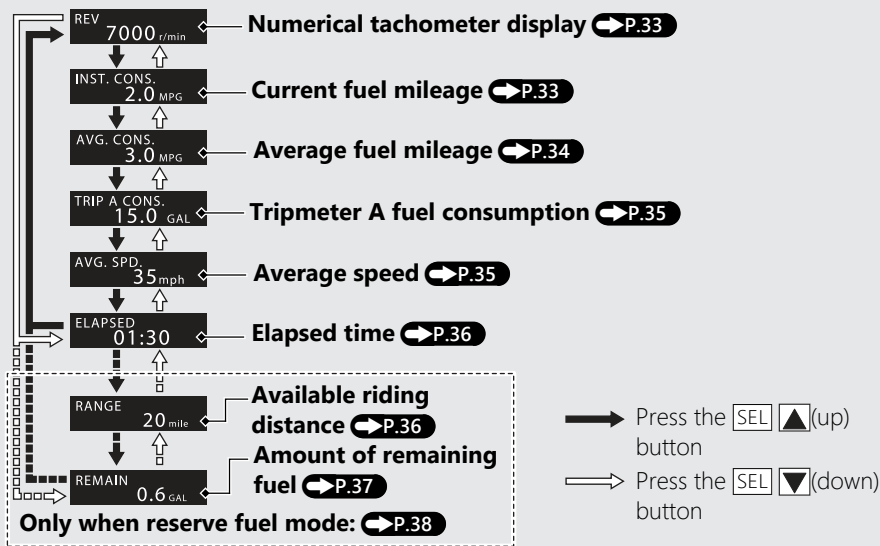 REV
7000 r/min
Numerical tachometer display P.33
INST. CONS.
2.0 MPG
Current fuel mileage P.33
AVG. CONS.
3.0 MPG
Average fuel mileage P.34
TRIP A CONS.
15.0 GAL
Tripmeter A fuel consumption P.35
AVG. SPD.
35 mph
Average speed P.35
ELAPSED
01:30
Elapsed time P.36
RANGE
20 mile
Available riding
distance P.36
REMAIN
0.6 GAL
Amount of remaining
fuel P.37
Only when reserve fuel mode: P.38
Press the SEL ▲(up)
button
Press the SEL ▼(down)
button